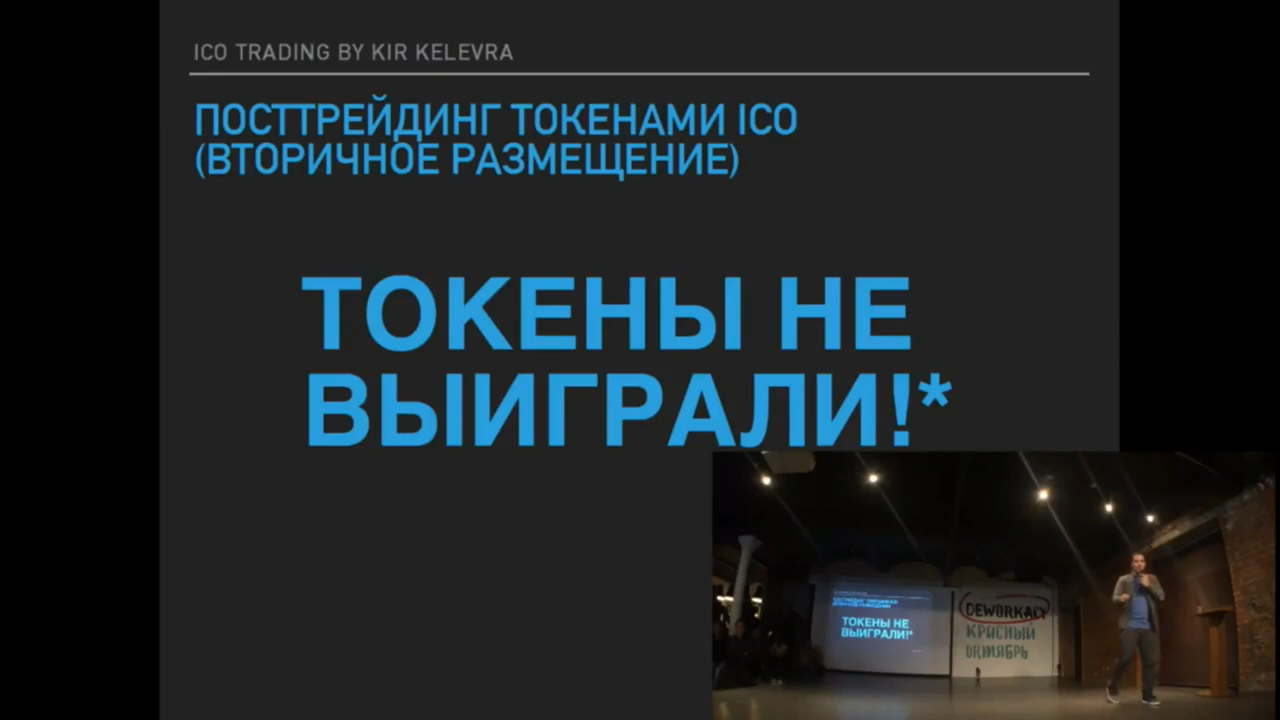 ICO TRADING BY KIR KELEVRA
ПОСТТРЕЙДИНГ ТОКЕНАМИ ICO
(ВТОРИЧНОЕ РАЗМЕЩЕНИЕ)
ТОКЕНЫ НЕ
ВЫИГРАЛИ!*
ТОКЕНЫ НЕ
ВЫИГРАЛИ!*
DEWORKACY
КРАСНЫЙ
ОКТЯБРЬ